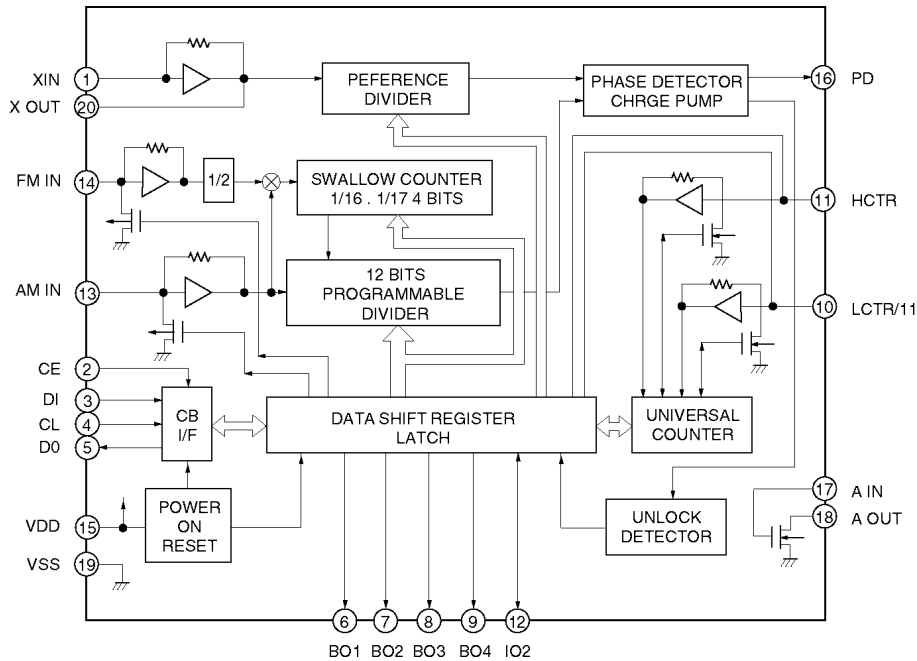 XIN 1
X OUT 20
PEFERENCE
DIVIDER
PHASE DETECTOR
CHRGE PUMP
16 PD
FM IN 14
1/2
SWALLOW COUNTER
1/16 . 1/17 4 BITS
11 HCTR
AM IN 13
12 BITS
PROGRAMMABLE
DIVIDER
10 LCTR/11
CE 2
DI 3
CL 4
D0 5
CB
I/F
DATA SHIFT REGISTER
LATCH
UNIVERSAL
COUNTER
VDD 15
VSS 19
POWER
ON
RESET
UNLOCK
DETECTOR
17 A IN
18 A OUT
6 7 8 9 12
BO1 BO2 BO3 BO4 IO2